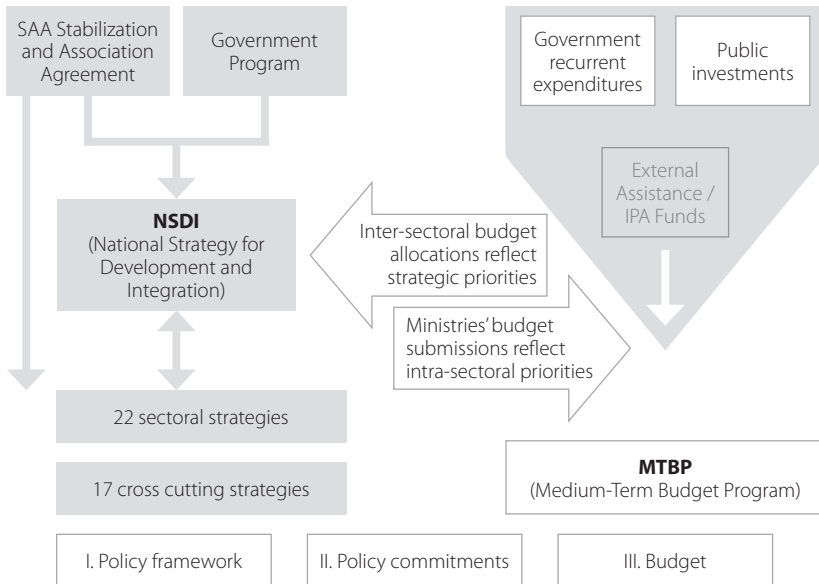 SAA Stabilization
and Association
Agreement
Government
Program
Government
recurrent
expenditures
Public
investments
External
Assistance /
IPA Funds
NSDI
(National Strategy for
Development and
Integration)
Inter-sectoral budget
allocations reflect
strategic priorities
Ministries' budget
submissions reflect
intra-sectoral priorities
22 sectoral strategies
17 cross cutting strategies
MTBP
(Medium-Term Budget Program)
I. Policy framework
II. Policy commitments
III. Budget